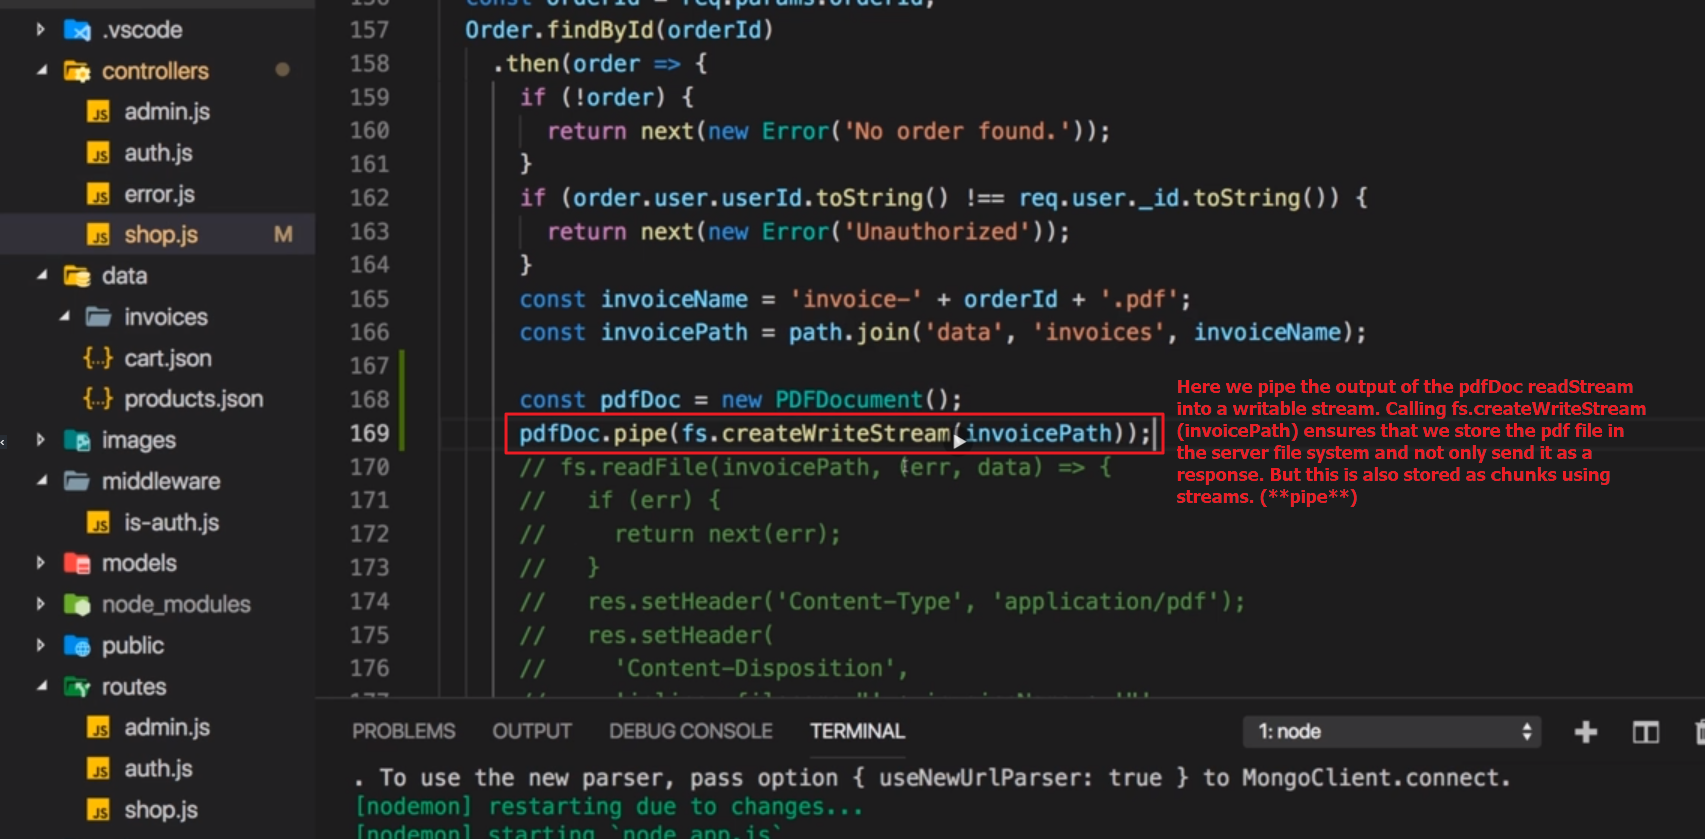 .vscode
controllers
admin.js
auth.js
error.js
shop.js M
data
invoices
cart.json
products.json
images
middleware
is-auth.js
models
node_modules
public
routes
admin.js
auth.js
shop.js
156 const orderId = req.params.orderId;
157 Order.findById(orderId)
158 .then(order => {
159 if (!order) {
160 return next(new Error('No order found.'));
161 }
162 if (order.user.userId.toString() !== req.user._id.toString()) {
163 return next(new Error('Unauthorized'));
164 }
165 const invoiceName = 'invoice-' + orderId + '.pdf';
166 const invoicePath = path.join('data', 'invoices', invoiceName);
167
168 const pdfDoc = new PDFDocument();
169 pdfDoc.pipe(fs.createWriteStream(invoicePath));
170 // fs.readFile(invoicePath, (err, data) => {
171 // if (err) {
172 // return next(err);
173 // }
174 // res.setHeader('Content-Type', 'application/pdf');
175 // res.setHeader(
176 // 'Content-Disposition',
Here we pipe the output of the pdfDoc readStream
into a writable stream. Calling fs.createWriteStream
(invoicePath) ensures that we store the pdf file in
the server file system and not only send it as a
response. But this is also stored as chunks using
streams. (**pipe**)
PROBLEMS OUTPUT DEBUG CONSOLE TERMINAL 1: node
. To use the new parser, pass option { useNewUrlParser: true } to MongoClient.connect.
[nodemon] restarting due to changes...
[nodemon] starting `node app.js`